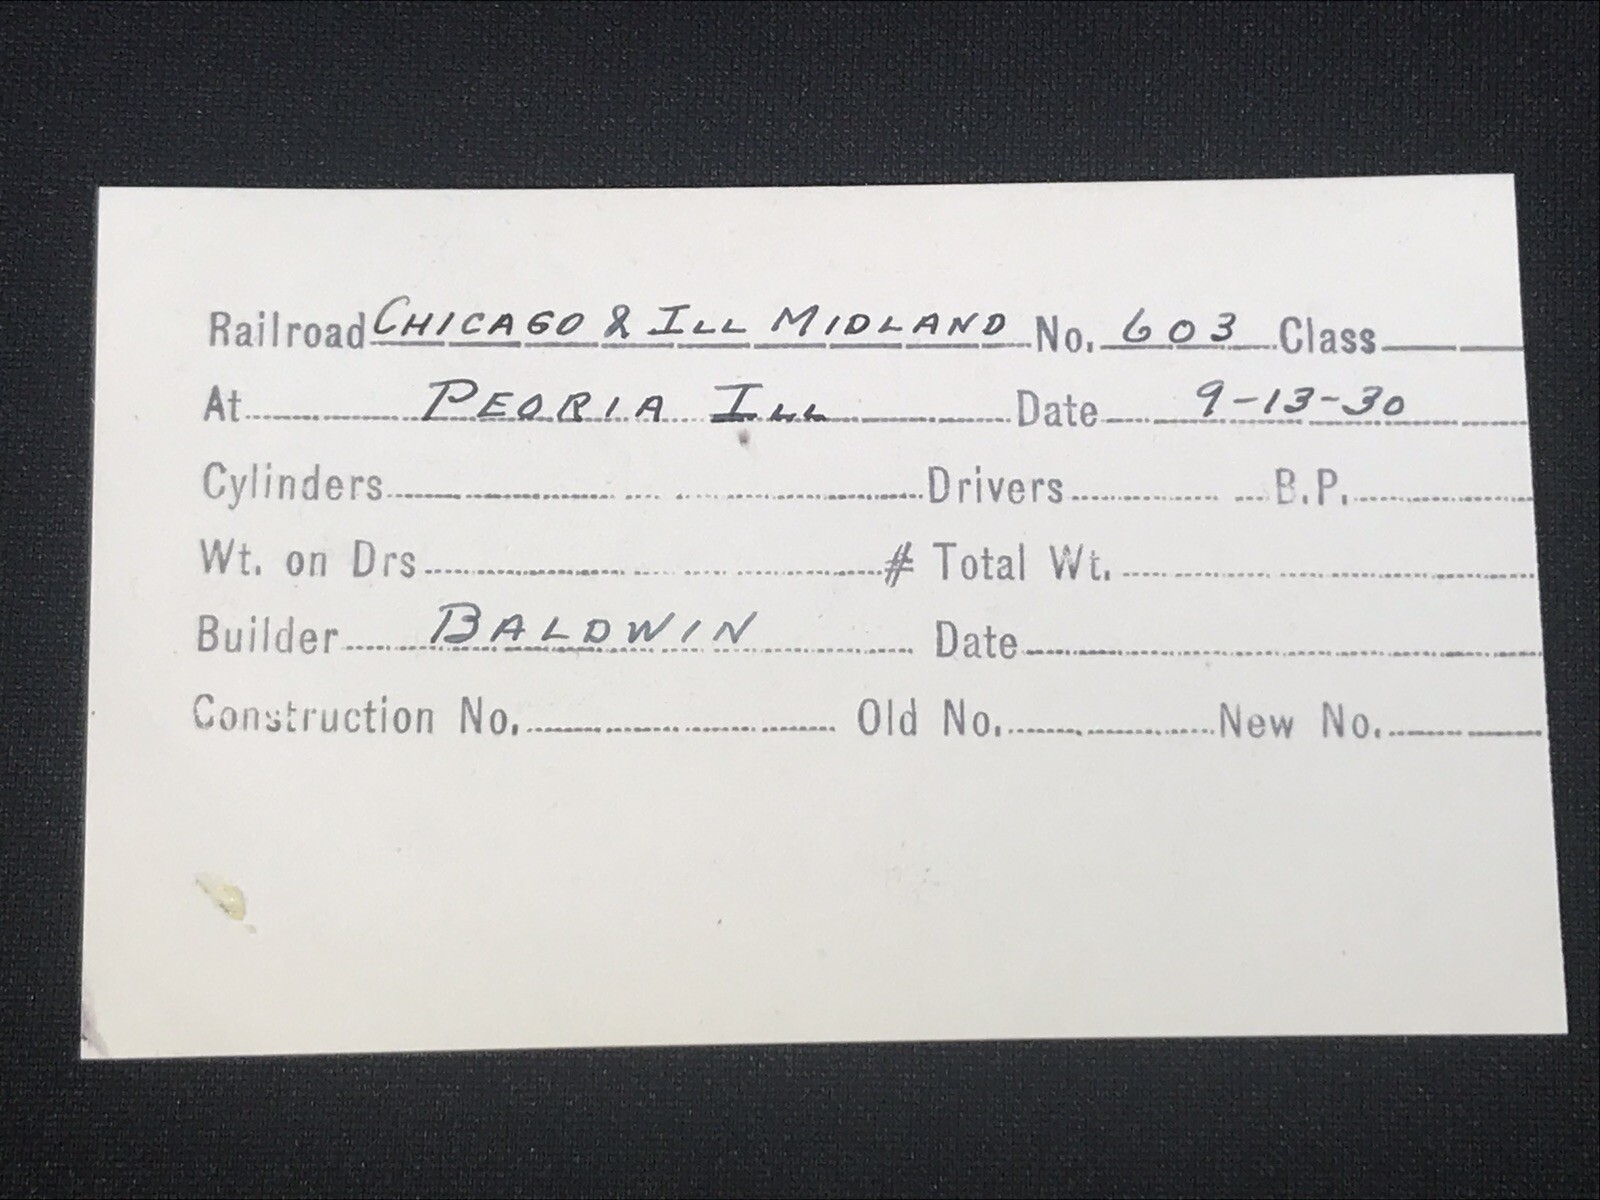 Railroad CHICAGO & ILL MIDLAND No. 603 Class
At PEORIA ILL Date 9-13-30
Cylinders Drivers B.P.
Wt. on Drs # Total Wt.
Builder BALDWIN Date
Construction No. Old No. New No.